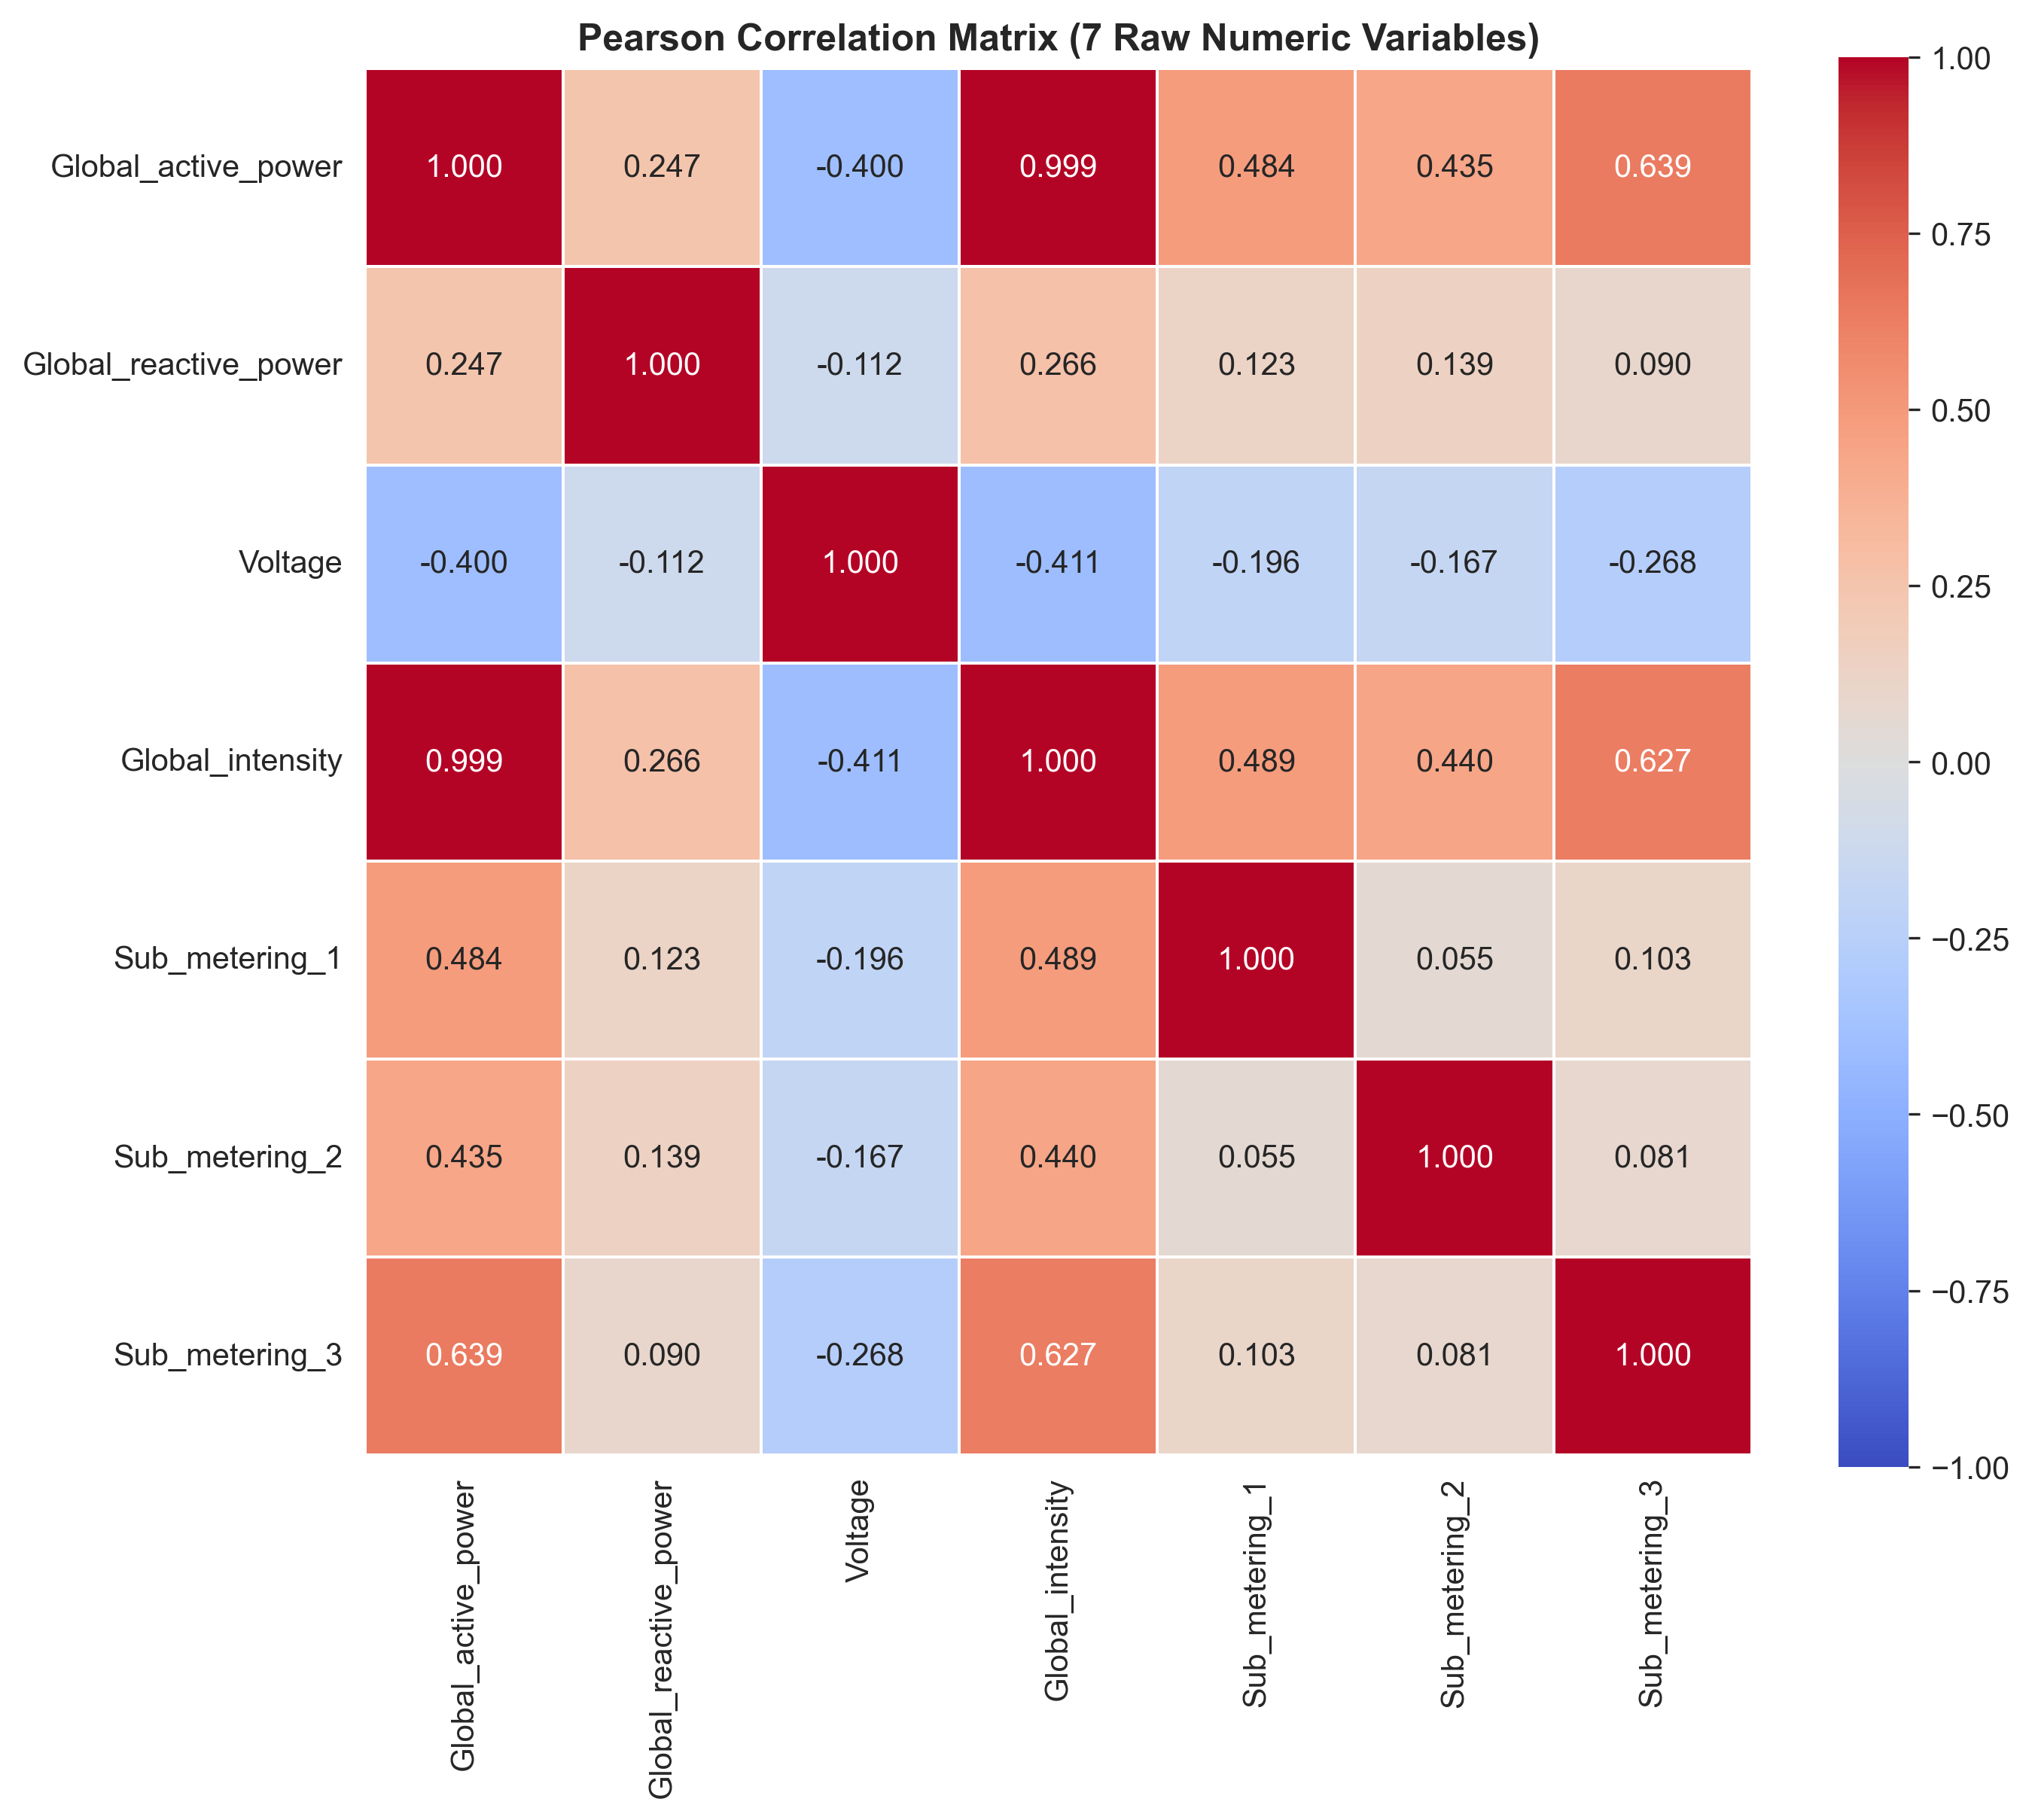 Pearson Correlation Matrix (7 Raw Numeric Variables)
Global_active_power 1.000 0.247 -0.400 0.999 0.484 0.435 0.639
Global_reactive_power 0.247 1.000 -0.112 0.266 0.123 0.139 0.090
Voltage -0.400 -0.112 1.000 -0.411 -0.196 -0.167 -0.268
Global_intensity 0.999 0.266 -0.411 1.000 0.489 0.440 0.627
Sub_metering_1 0.484 0.123 -0.196 0.489 1.000 0.055 0.103
Sub_metering_2 0.435 0.139 -0.167 0.440 0.055 1.000 0.081
Sub_metering_3 0.639 0.090 -0.268 0.627 0.103 0.081 1.000
Global_active_power
Global_reactive_power
Voltage
Global_intensity
Sub_metering_1
Sub_metering_2
Sub_metering_3
1.00
0.75
0.50
0.25
0.00
−0.25
−0.50
−0.75
−1.00